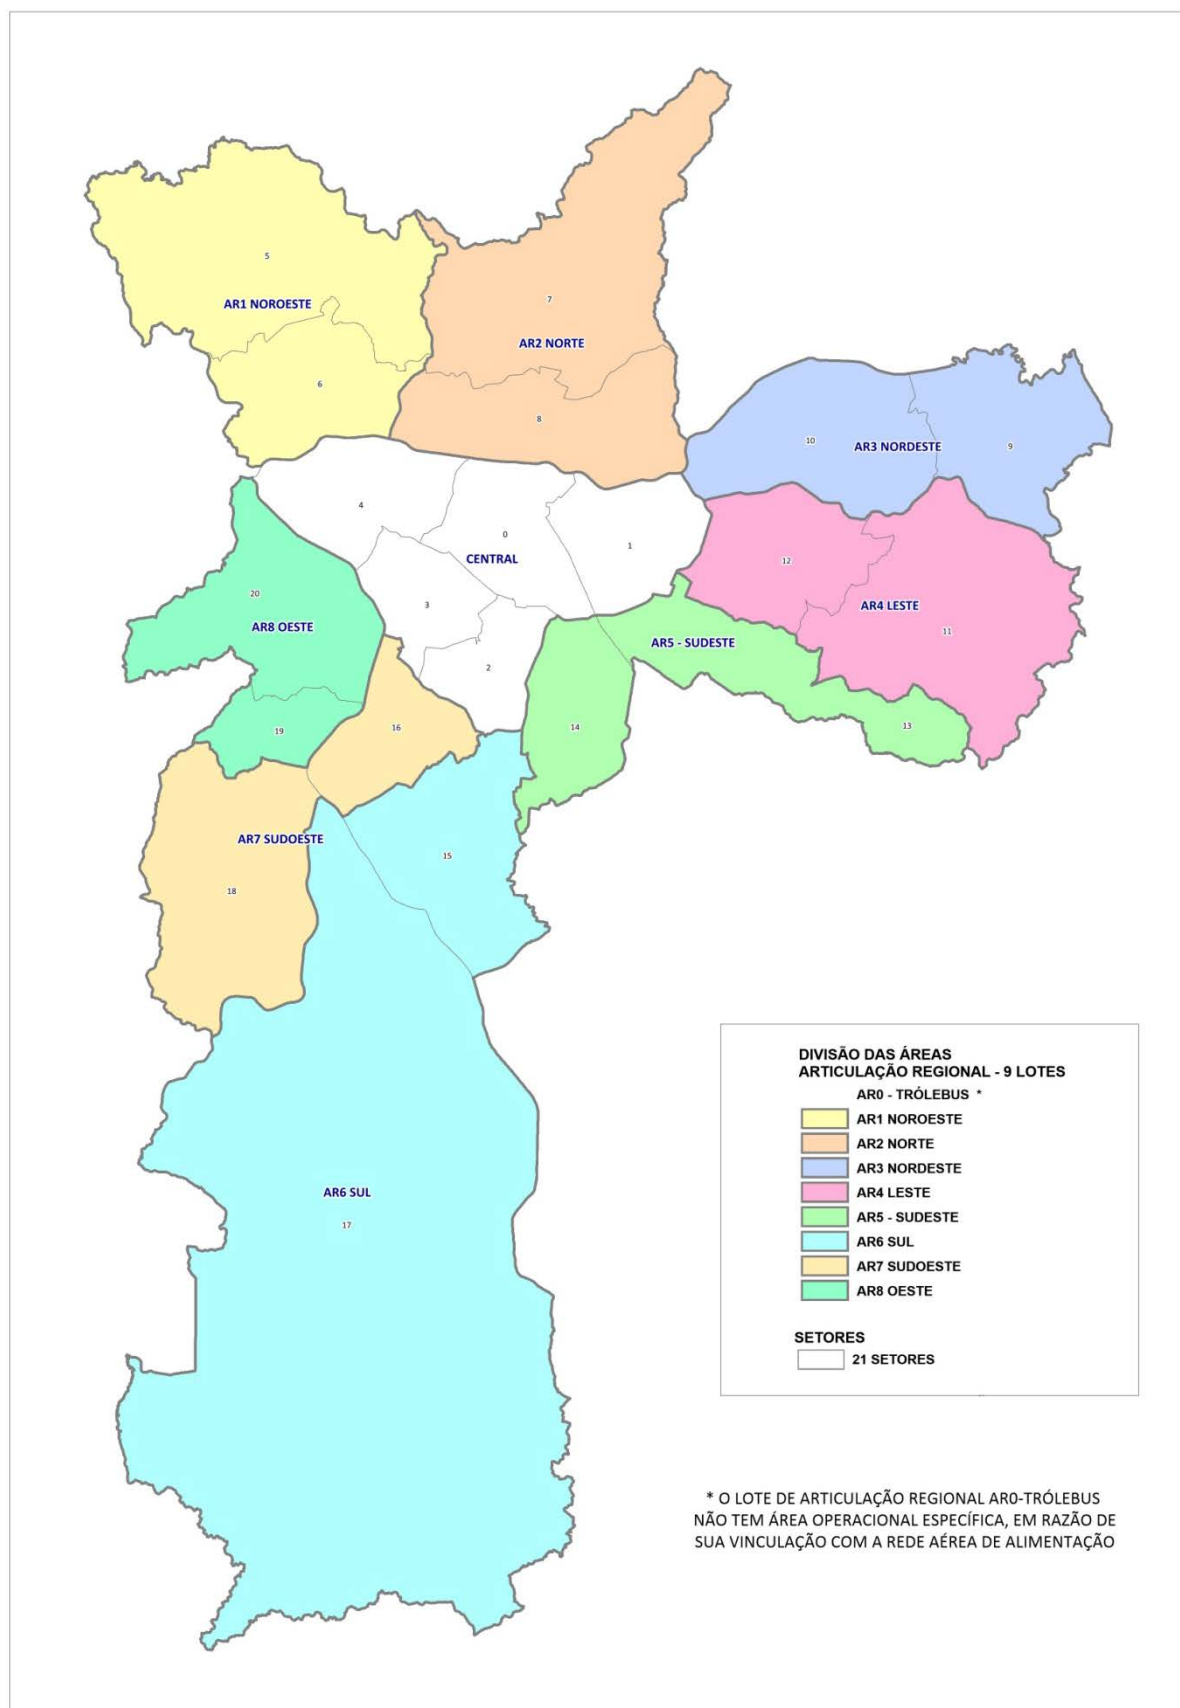 5
AR1 NOROESTE
7
AR2 NORTE
6
8
10
AR3 NORDESTE
9
4
0
CENTRAL
1
12
3
20
AR4 LESTE
AR8 OESTE
11
AR5 - SUDESTE
2
19
16
14
13
AR7 SUDOESTE
15
18
AR6 SUL
17
DIVISÃO DAS ÁREAS
ARTICULAÇÃO REGIONAL - 9 LOTES
AR0 - TRÓLEBUS *
AR1 NOROESTE
AR2 NORTE
AR3 NORDESTE
AR4 LESTE
AR5 - SUDESTE
AR6 SUL
AR7 SUDOESTE
AR8 OESTE
SETORES
21 SETORES
* O LOTE DE ARTICULAÇÃO REGIONAL AR0-TRÓLEBUS
NÃO TEM ÁREA OPERACIONAL ESPECÍFICA, EM RAZÃO DE
SUA VINCULAÇÃO COM A REDE AÉREA DE ALIMENTAÇÃO